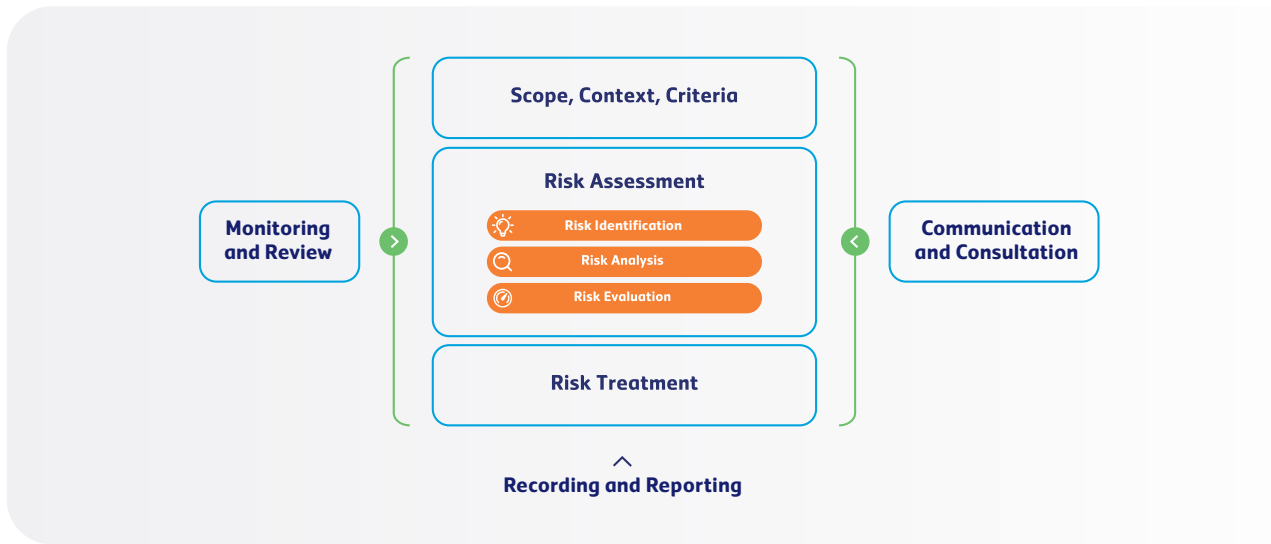 Scope, Context, Criteria
Risk Assessment
Risk Identification
Risk Analysis
Risk Evaluation
Risk Treatment
Monitoring
and Review
Communication
and Consultation
Recording and Reporting